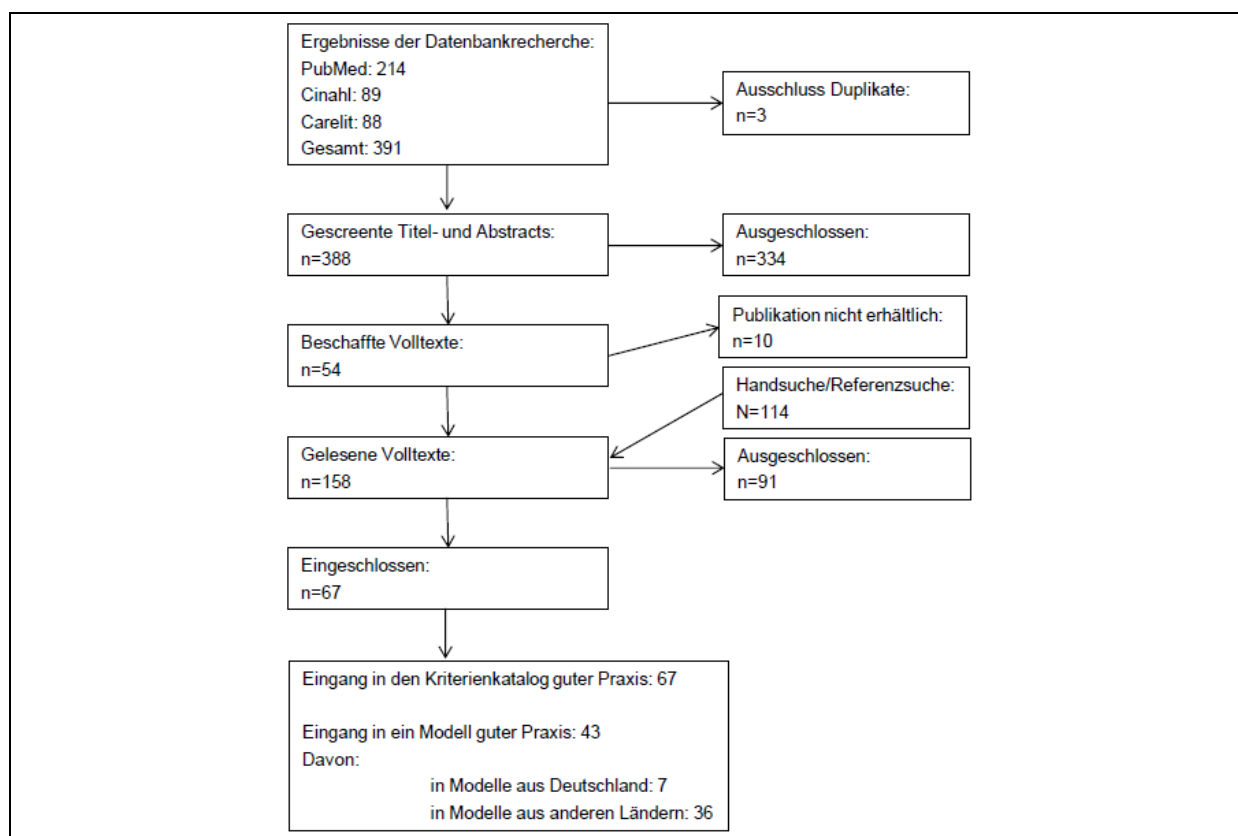 Ergebnisse der Datenbankrecherche:
PubMed: 214
Cinahl: 89
Carelit: 88
Gesamt: 391
Ausschluss Duplikate:
n=3
Gescreente Titel- und Abstracts:
n=388
Ausgeschlossen:
n=334
Beschaffte Volltexte:
n=54
Publikation nicht erhältlich:
n=10
Handsuche/Referenzsuche:
N=114
Gelesene Volltexte:
n=158
Ausgeschlossen:
n=91
Eingeschlossen:
n=67
Eingang in den Kriterienkatalog guter Praxis: 67
Eingang in ein Modell guter Praxis: 43
Davon:
in Modelle aus Deutschland: 7
in Modelle aus anderen Ländern: 36